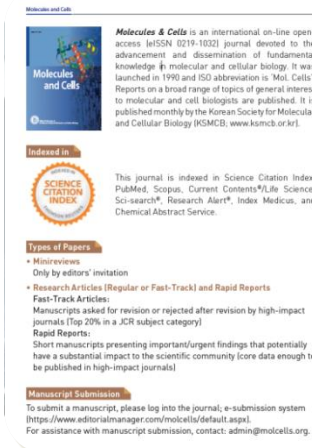 Molecules and Cells
Molecules & Cells is an international on-line open
access (eISSN 0219-1032) journal devoted to the
advancement and dissemination of fundamental
knowledge in molecular and cellular biology. It was
launched in 1990 and ISO abbreviation is 'Mol. Cells'.
Reports on a broad range of topics of general interest
to molecular and cell biologists are published. It is
published monthly by the Korean Society for Molecular
and Cellular Biology (KSMCB; www.ksmcb.or.kr).
Molecules
and Cells
Indexed in
INDEXED IN
SCIENCE
CITATION
INDEX
This journal is indexed in Science Citation Index
PubMed, Scopus, Current Contents®/Life Science
Sci-search®, Research Alert®, Index Medicus, and
Chemical Abstract Service.
Types of Papers
• Minireviews
Only by editors' invitation
• Research Articles (Regular or Fast-Track) and Rapid Reports
Fast-Track Articles:
Manuscripts asked for revision or rejected after revision by high-impact
journals (Top 20% in a JCR subject category)
Rapid Reports:
Short manuscripts presenting important/urgent findings that potentially
have a substantial impact to the scientific community (core data enough to
be published in high-impact journals)
Manuscript Submission
To submit a manuscript, please log into the journal; e-submission system
(https://www.editorialmanager.com/molcells/default.aspx).
For assistance with manuscript submission, contact: admin@molcells.org.